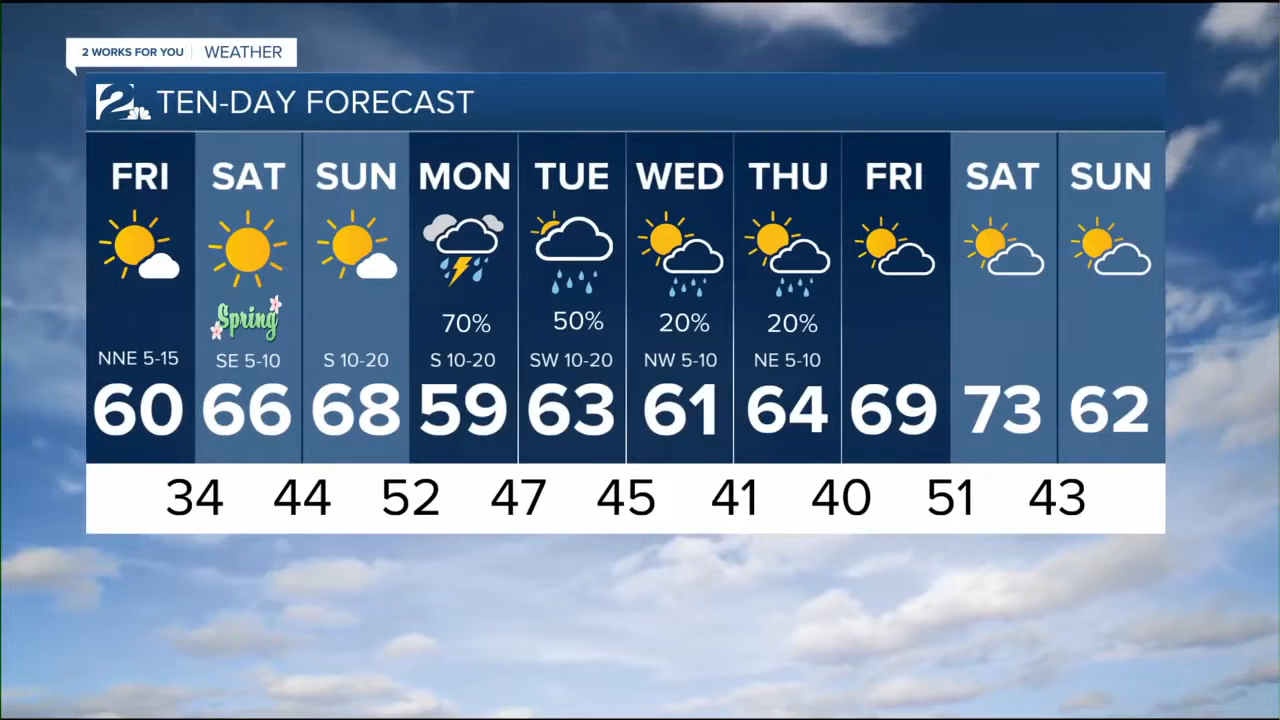 2 WORKS FOR YOU WEATHER
2 TEN-DAY FORECAST
FRI SAT SUN MON TUE WED THU FRI SAT SUN
Spring
70% 50% 20% 20%
NNE 5-15 SE 5-10 S 10-20 S 10-20 SW 10-20 NW 5-10 NE 5-10
60 66 68 59 63 61 64 69 73 62
34 44 52 47 45 41 40 51 43